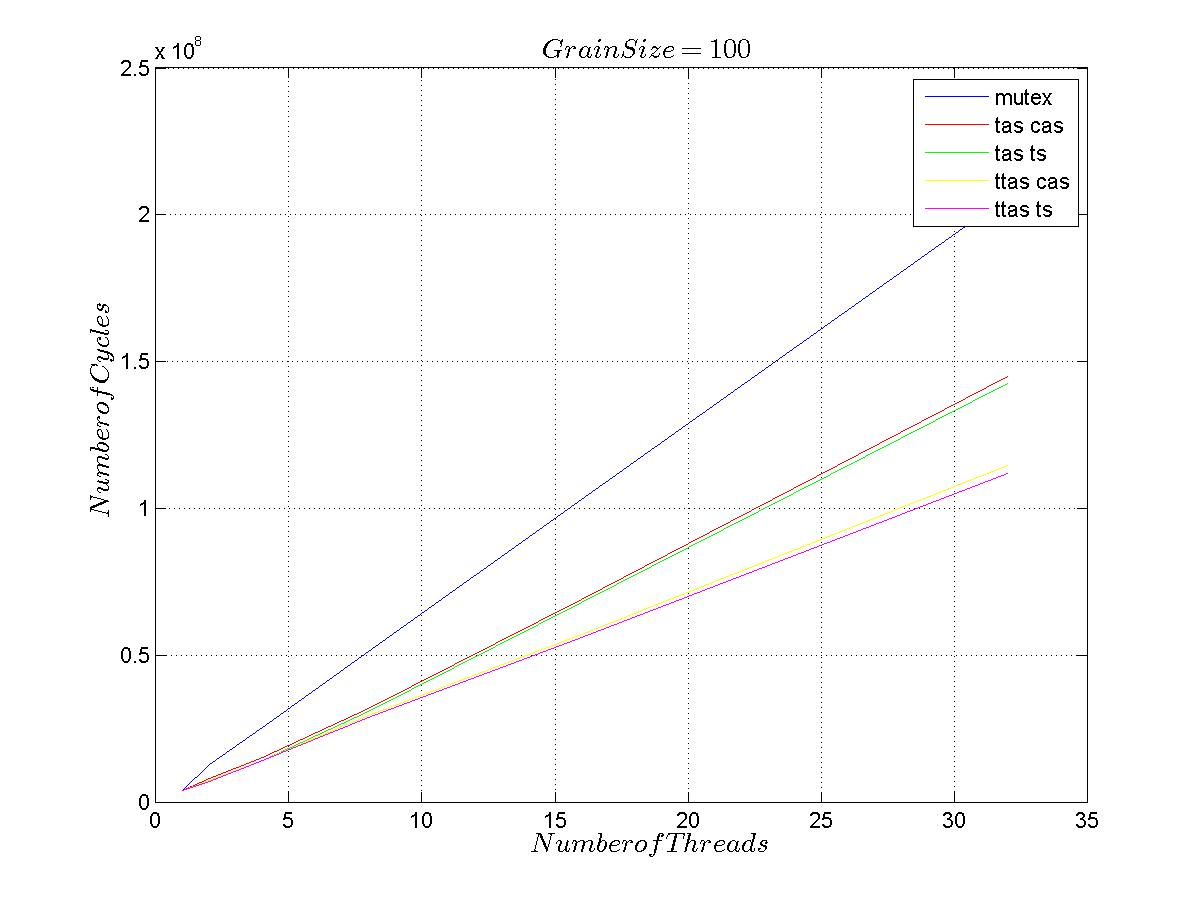 x 10^8
GrainSize = 100
2.5
2
1.5
1
0.5
0
NumberofCycles
mutex
tas cas
tas ts
ttas cas
ttas ts
0 5 10 15 20 25 30 35
NumberofThreads